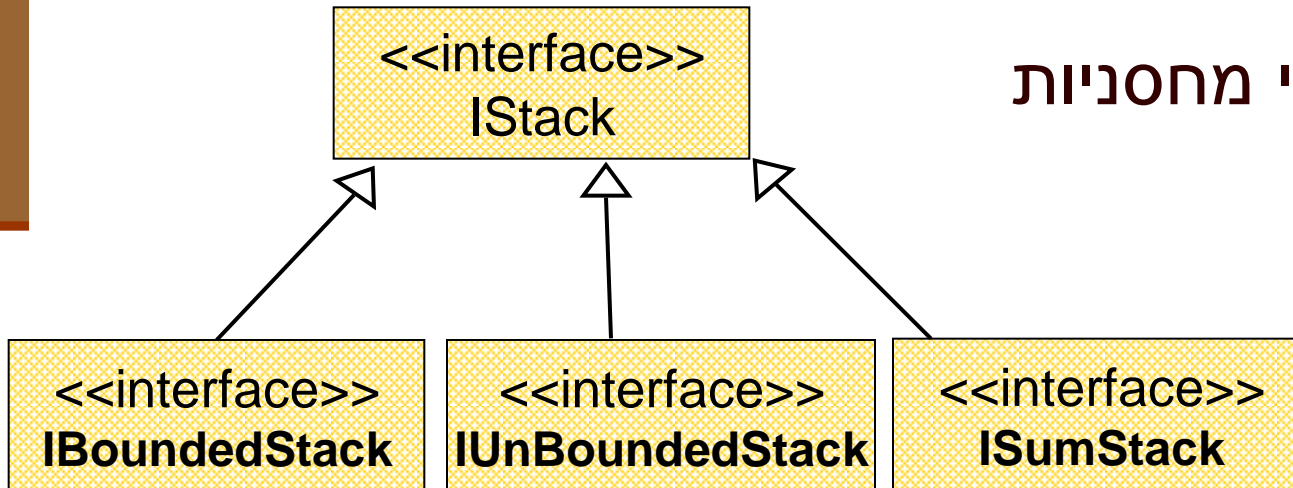 י מחסניות
<<interface>>
IStack
<<interface>>
IBoundedStack
<<interface>>
IUnBoundedStack
<<interface>>
ISumStack